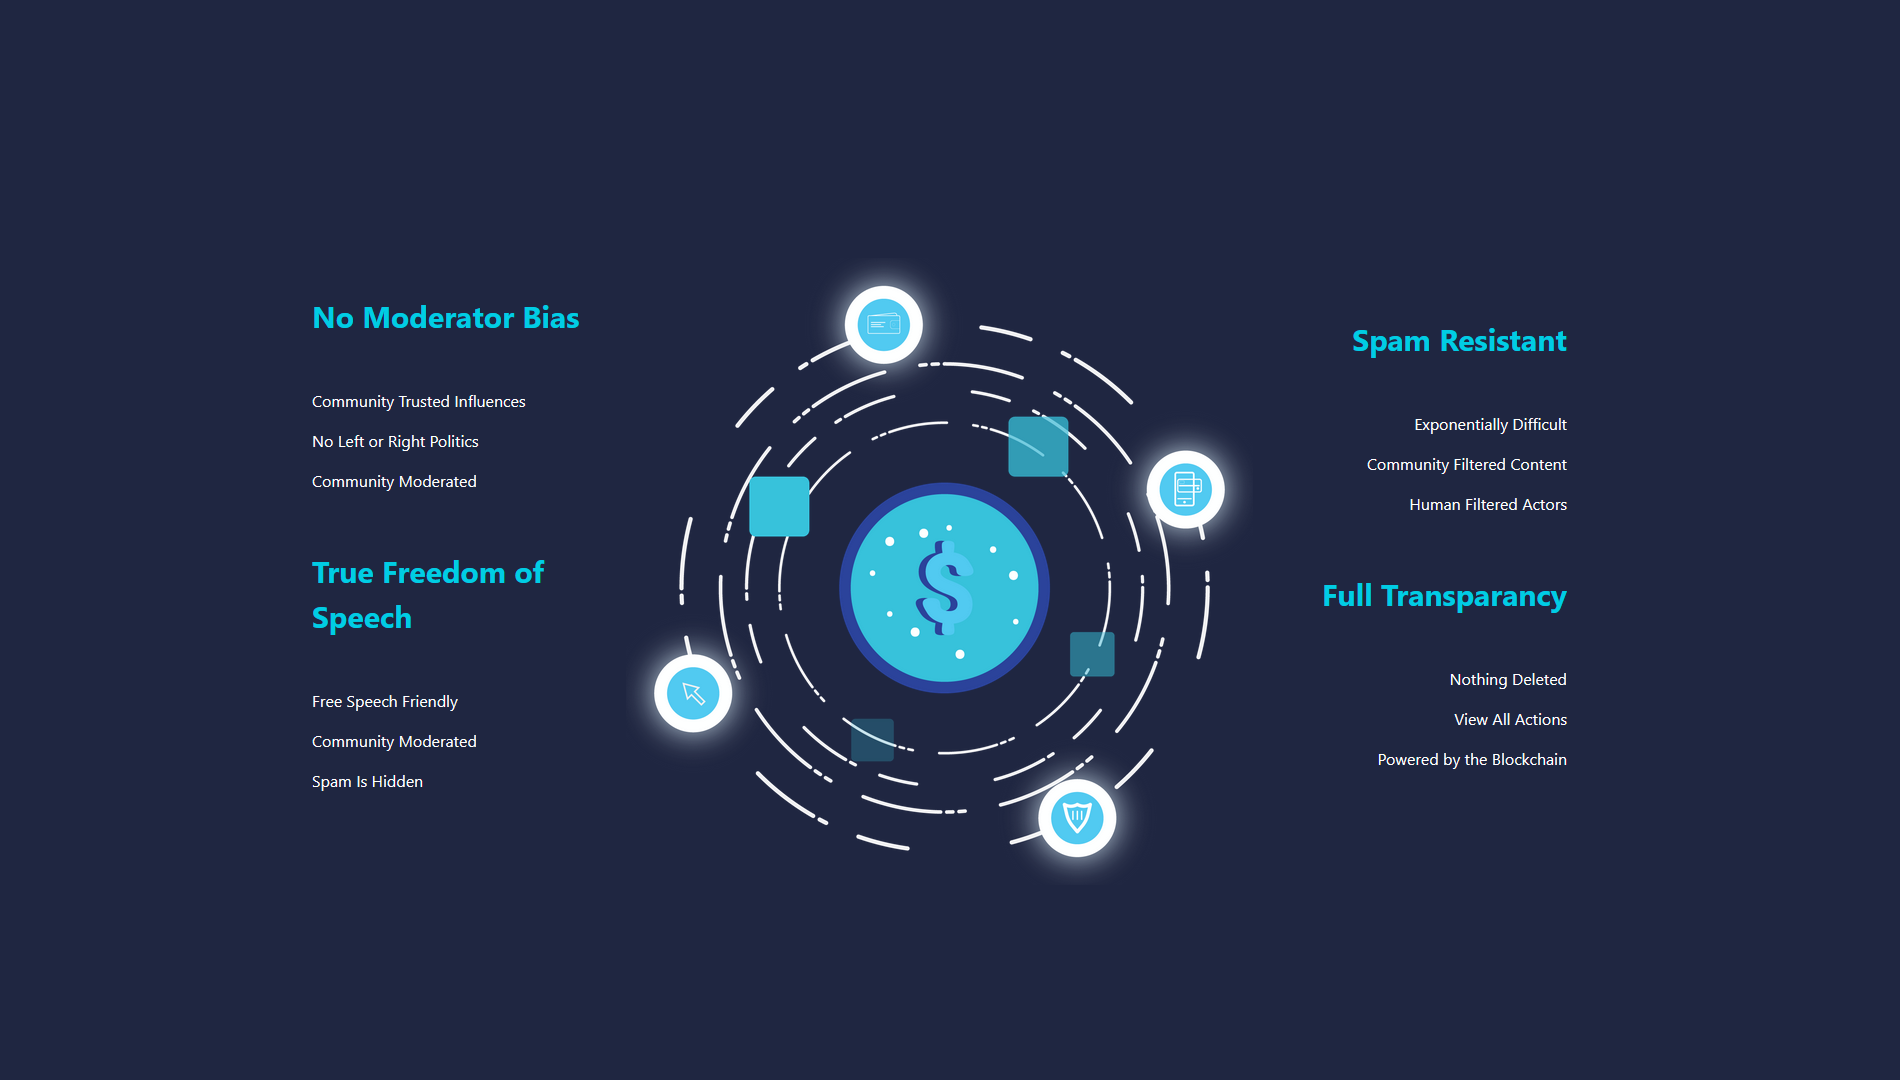 No Moderator Bias
Community Trusted Influences
No Left or Right Politics
Community Moderated
True Freedom of
Speech
Free Speech Friendly
Community Moderated
Spam Is Hidden
$
Spam Resistant
Exponentially Difficult
Community Filtered Content
Human Filtered Actors
Full Transparancy
Nothing Deleted
View All Actions
Powered by the Blockchain